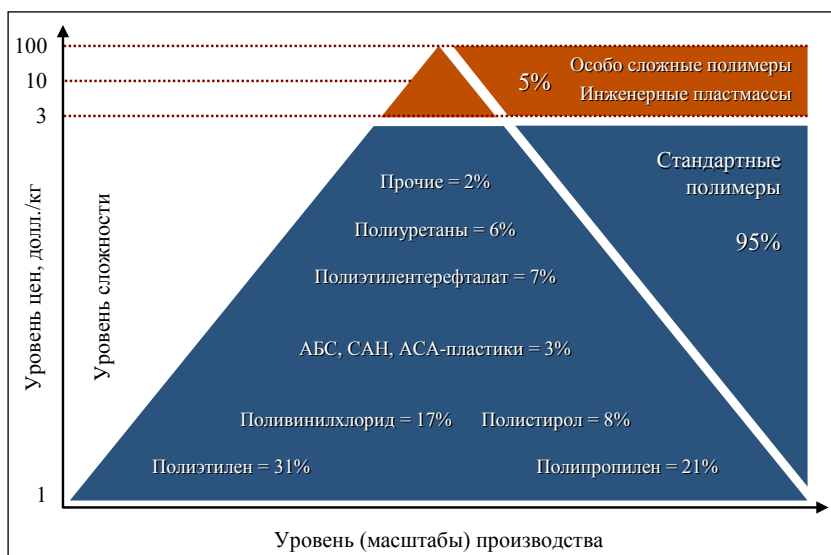 100
10
3
1
Уровень цен, долл./кг
Уровень сложности
5%
Особо сложные полимеры
Инженерные пластмассы
Стандартные
полимеры
95%
Прочие = 2%
Полиуретаны = 6%
Полиэтилентерефталат = 7%
АБС, САН, АСА-пластики = 3%
Поливинилхлорид = 17%
Полистирол = 8%
Полиэтилен = 31%
Полипропилен = 21%
Уровень (масштабы) производства